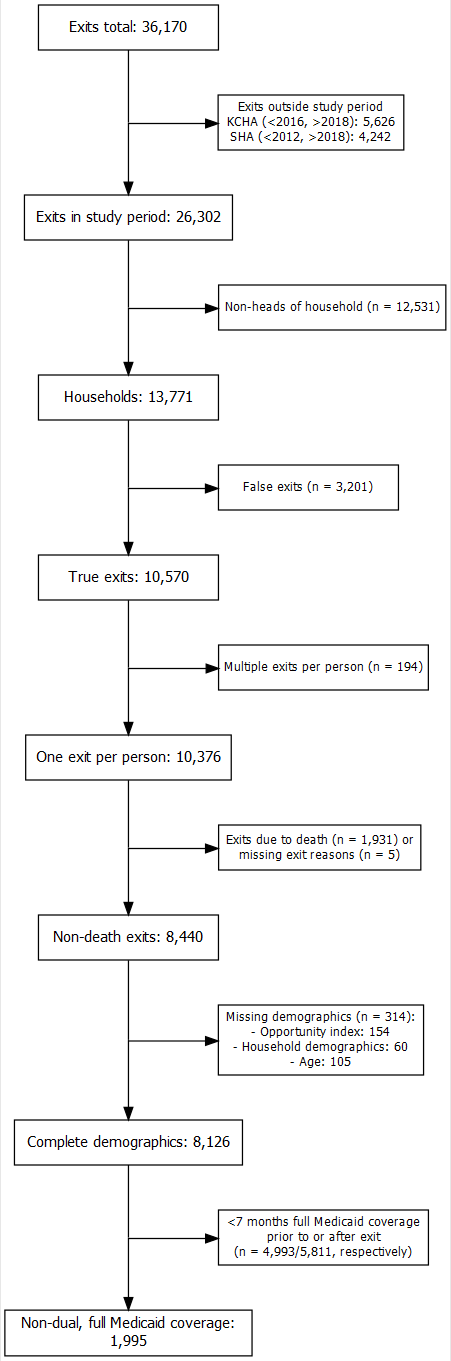 Exits total: 36,170
Exits outside study period
KCHA (<2016, >2018): 5,626
SHA (<2012, >2018): 4,242
Exits in study period: 26,302
Non-heads of household (n = 12,531)
Households: 13,771
False exits (n = 3,201)
True exits: 10,570
Multiple exits per person (n = 194)
One exit per person: 10,376
Exits due to death (n = 1,931) or
missing exit reasons (n = 5)
Non-death exits: 8,440
Missing demographics (n = 314):
- Opportunity index: 154
- Household demographics: 60
- Age: 105
Complete demographics: 8,126
<7 months full Medicaid coverage
prior to or after exit
(n = 4,993/5,811, respectively)
Non-dual, full Medicaid coverage:
1,995